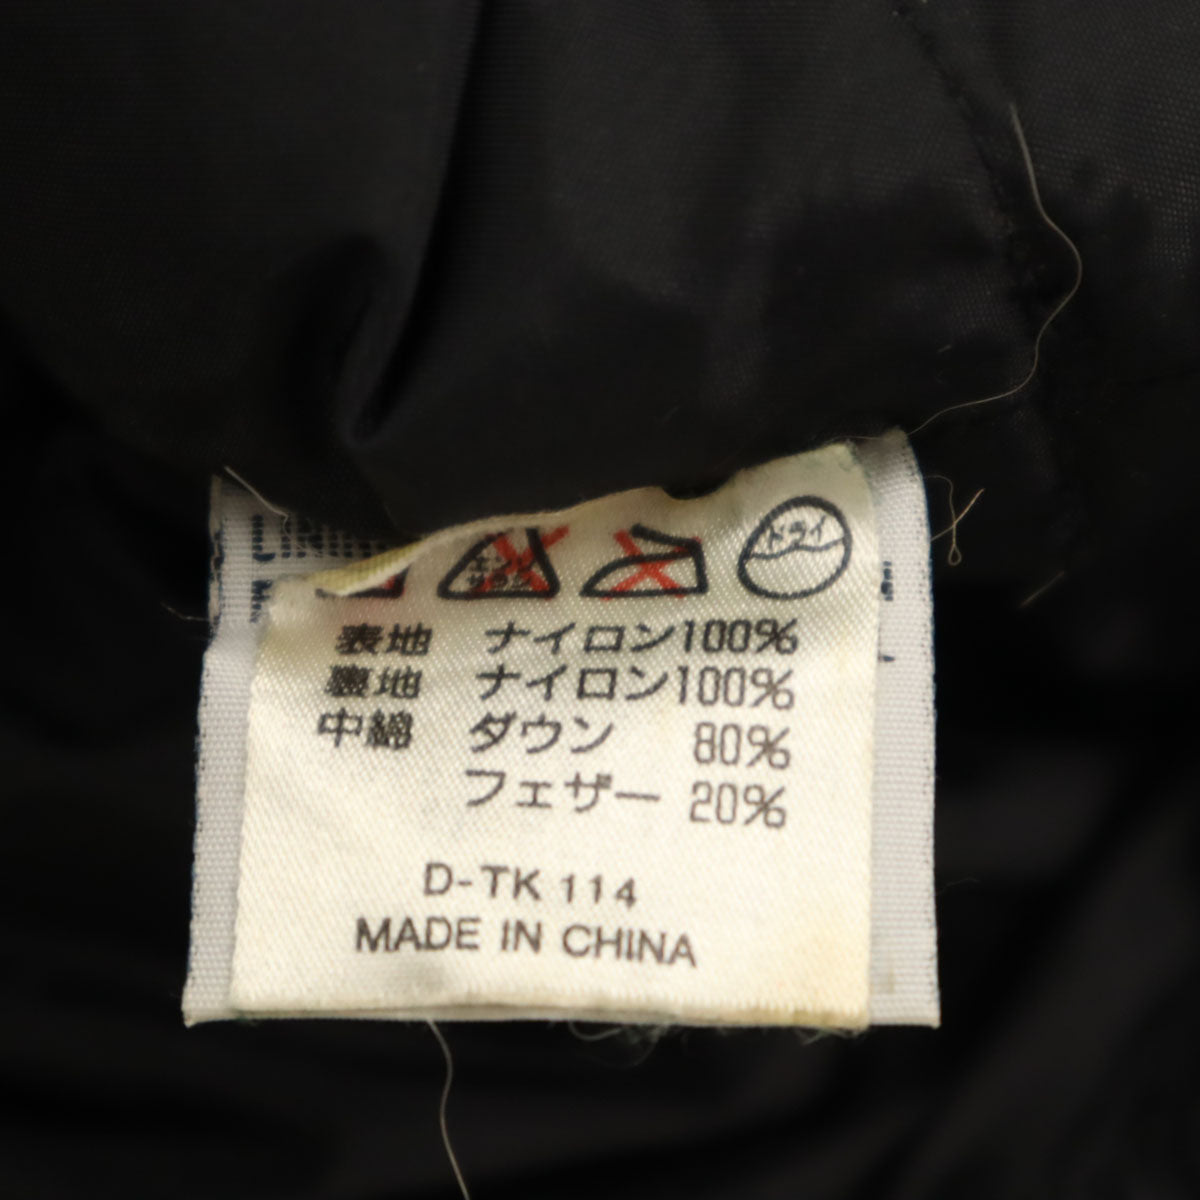 ドライ
表地 ナイロン100%
裏地 ナイロン100%
中綿 ダウン 80%
フェザー 20%
D-TK 114
MADE IN CHINA